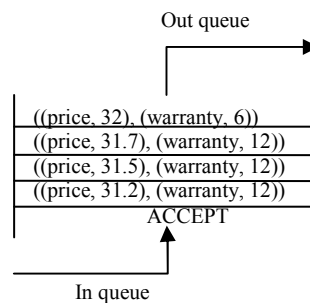 Out queue
((price, 32), (warranty, 6))
((price, 31.7), (warranty, 12))
((price, 31.5), (warranty, 12))
((price, 31.2), (warranty, 12))
ACCEPT
In queue